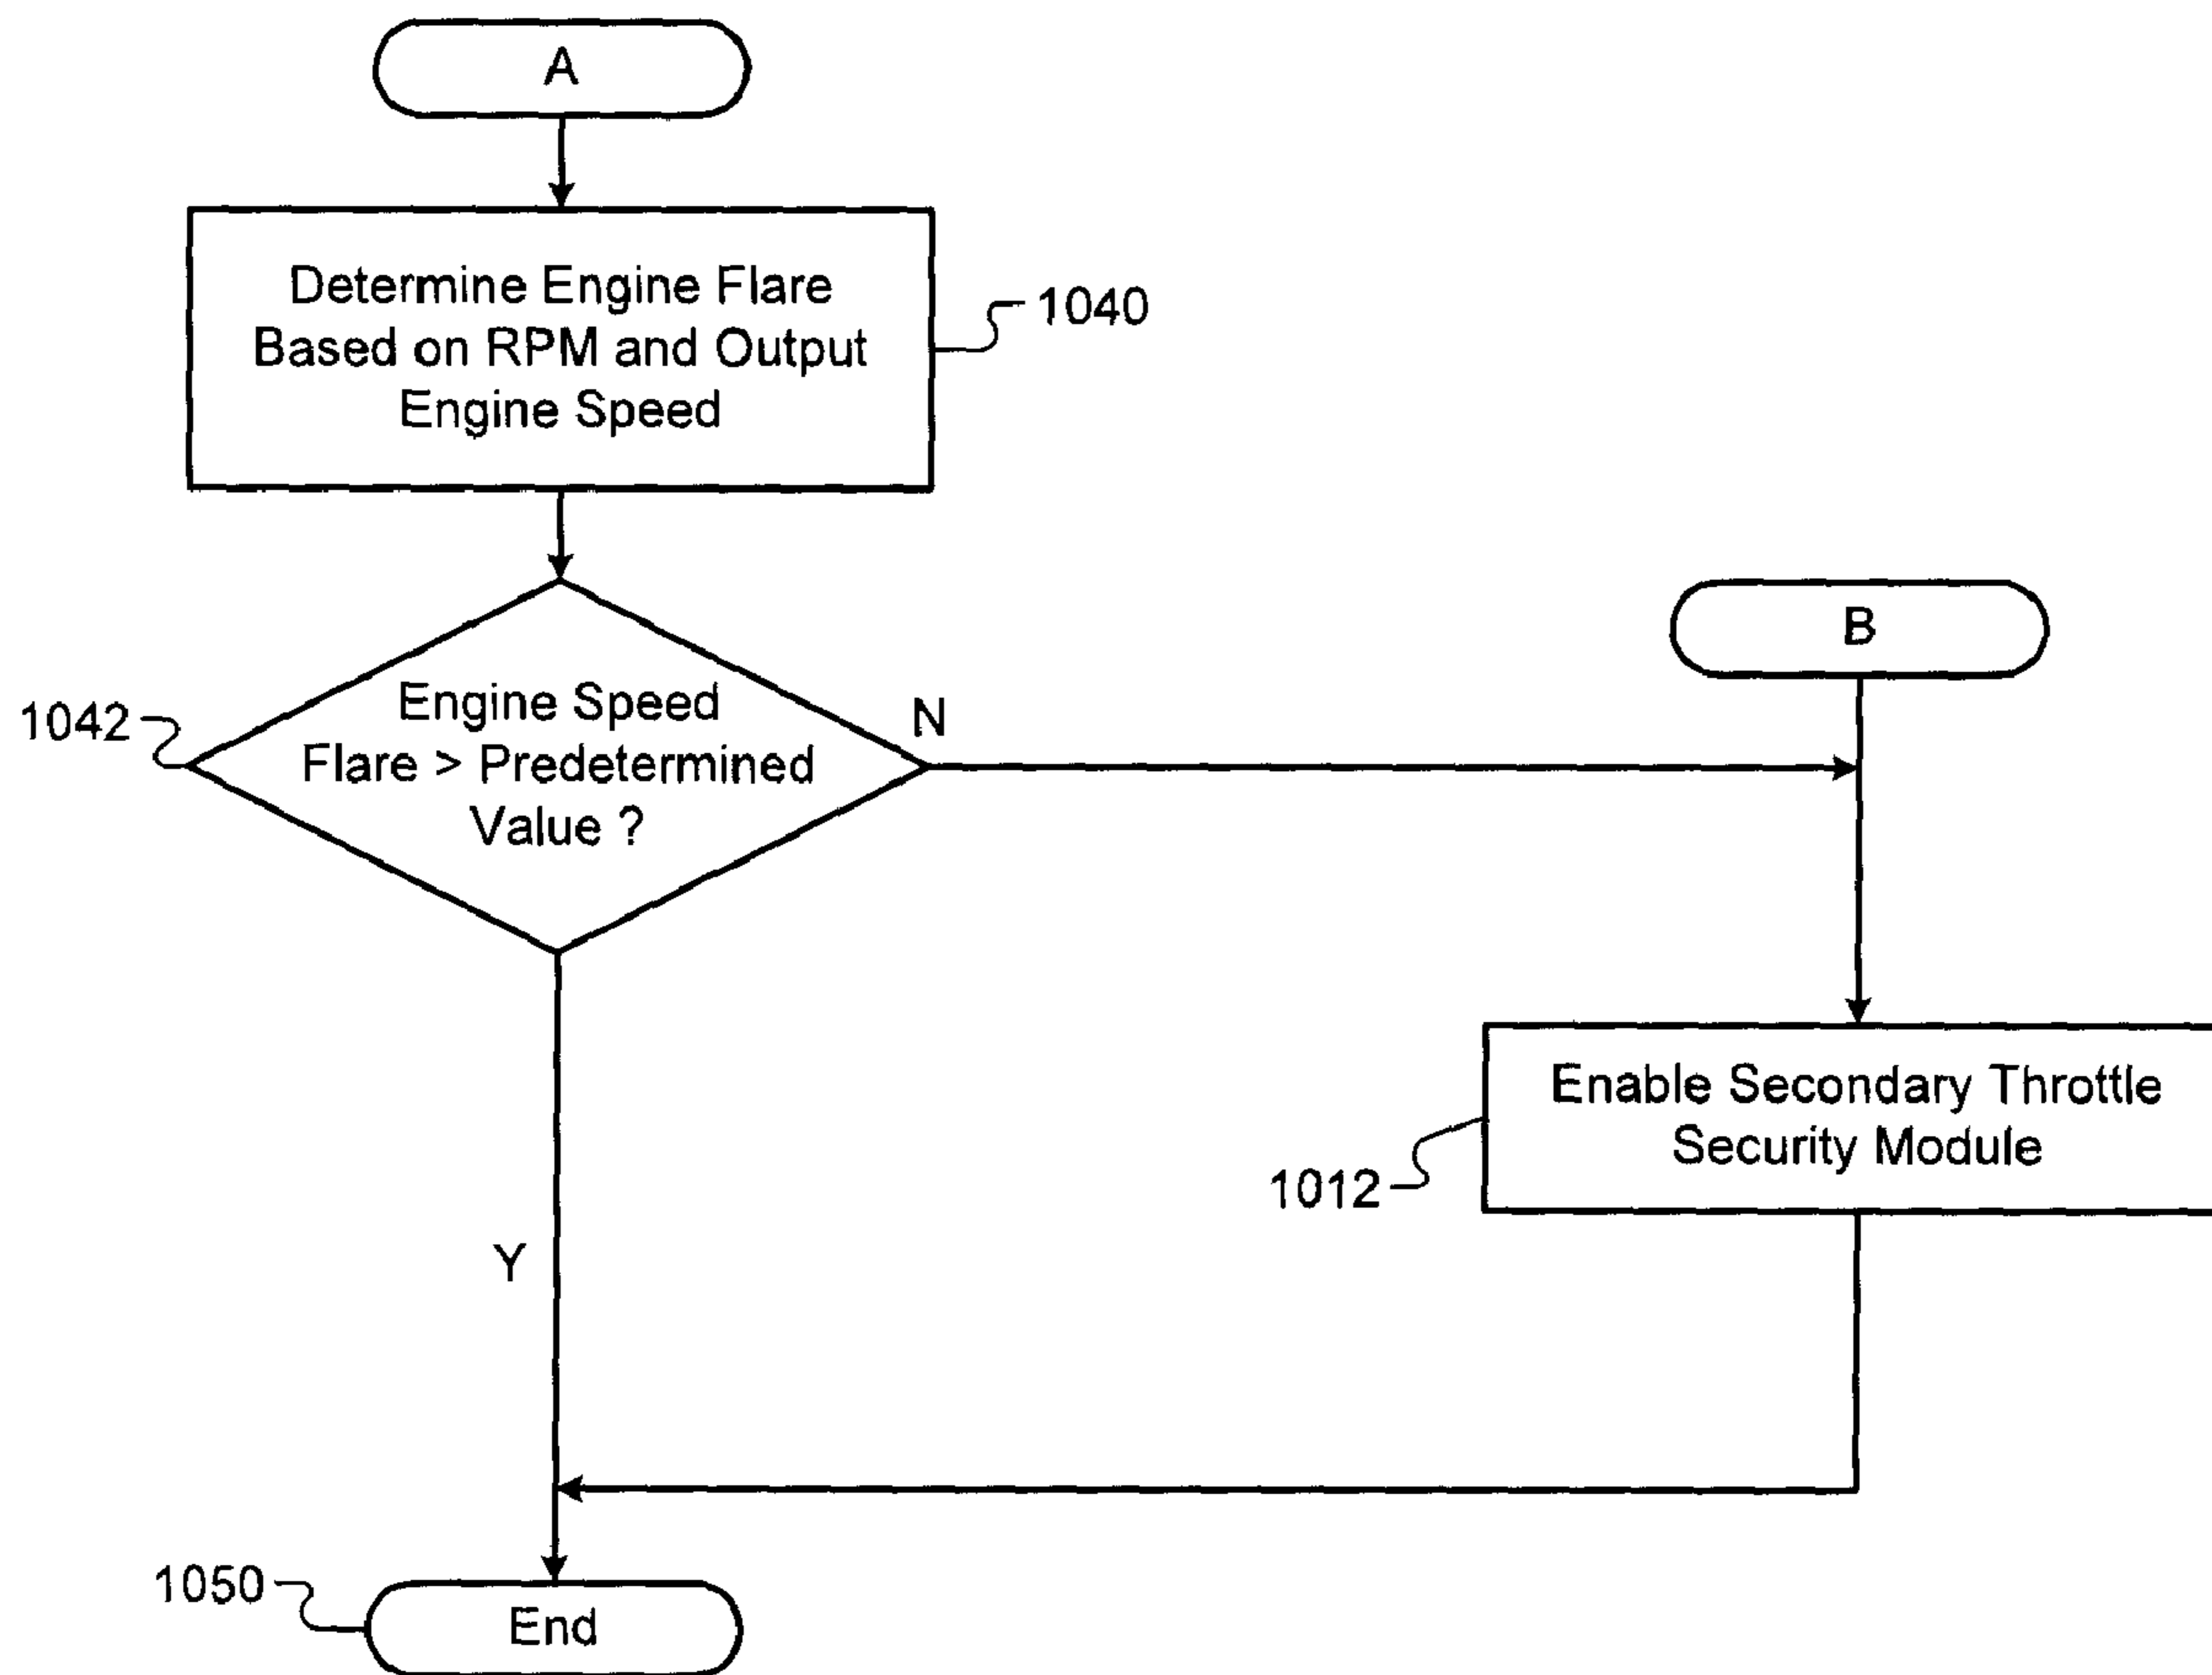 A
Determine Engine Flare
Based on RPM and Output
Engine Speed
1040
1042
Engine Speed
Flare > Predetermined
Value ?
N
B
Enable Secondary Throttle
Security Module
1012
Y
1050
End